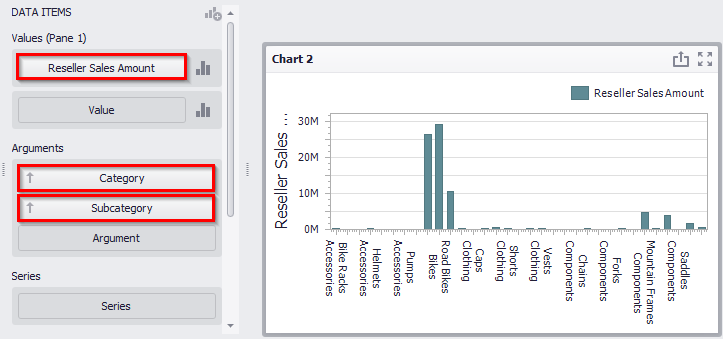 DATA ITEMS
Values (Pane 1)
Reseller Sales Amount
Value
Arguments
Category
Subcategory
Argument
Series
Series
Chart 2
Reseller Sales Amount
Reseller Sales ...
30M
20M
10M
0M
Accessories
Bike Racks
Accessories
Helmets
Accessories
Pumps
Bikes
Road Bikes
Clothing
Caps
Clothing
Shorts
Clothing
Vests
Components
Chains
Components
Forks
Components
Mountain Frames
Components
Saddles